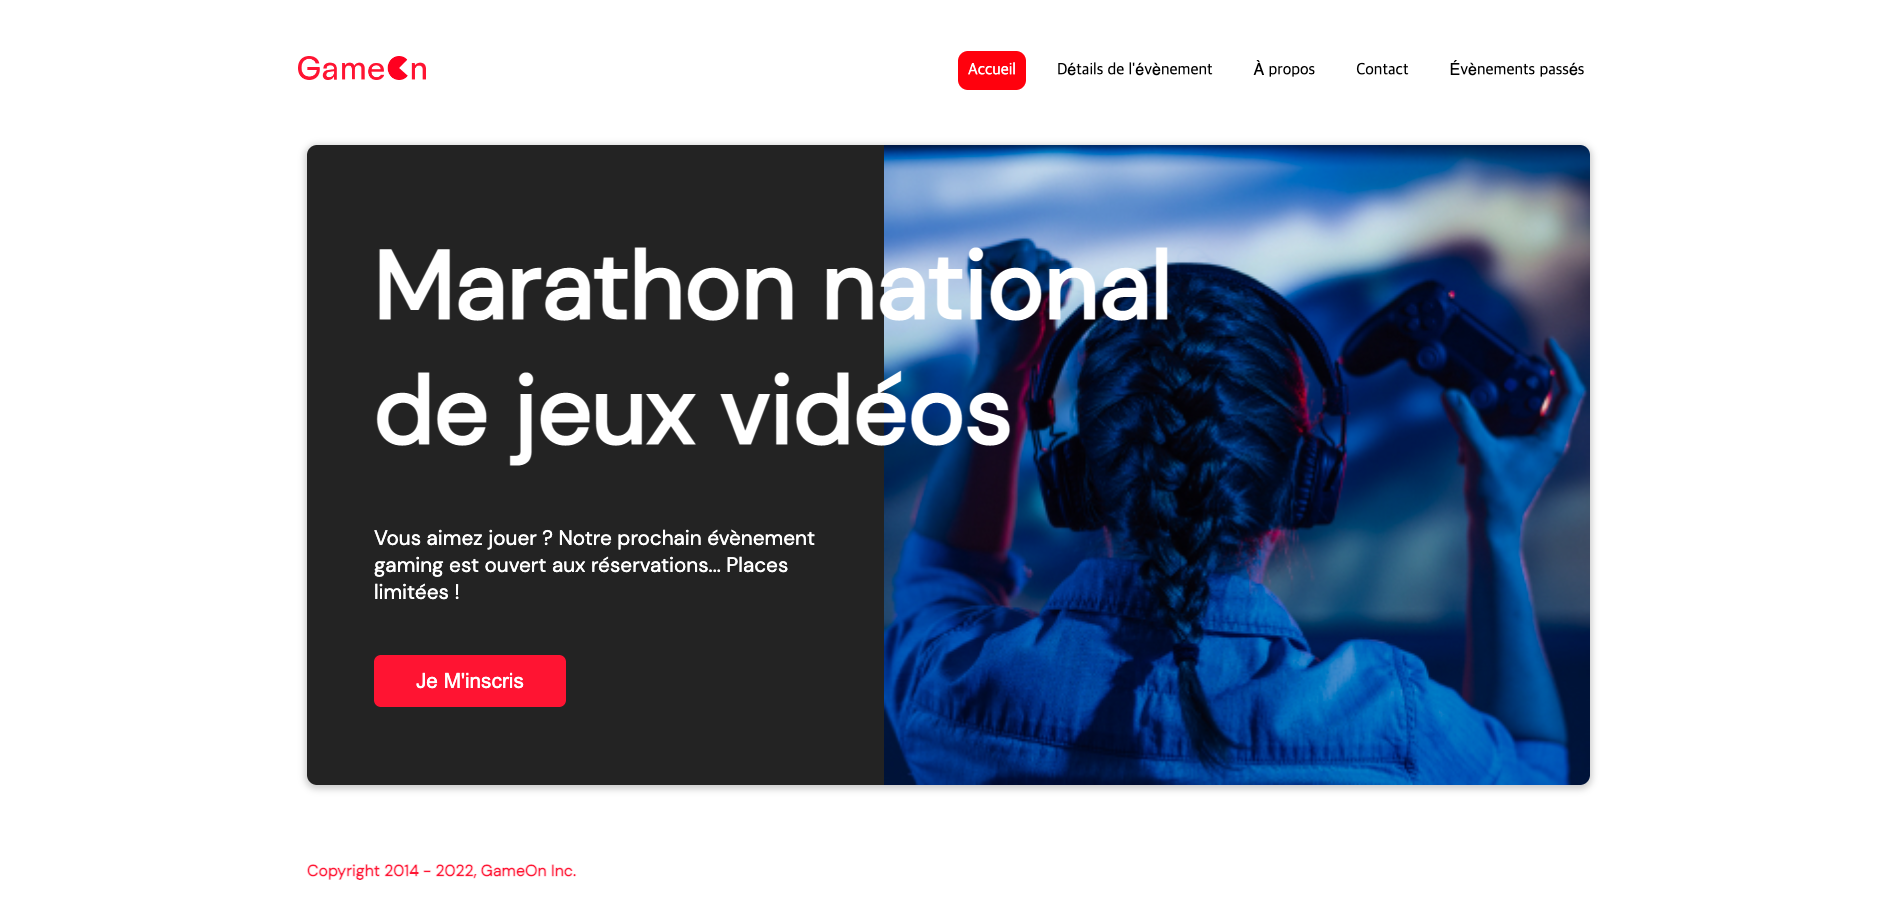 GameOn
Accueil
Détails de l'évènement
À propos
Contact
Évènements passés
Marathon national
de jeux vidéos
Vous aimez jouer ? Notre prochain évènement
gaming est ouvert aux réservations... Places
limitées !
Je M'inscris
Copyright 2014 - 2022, GameOn Inc.